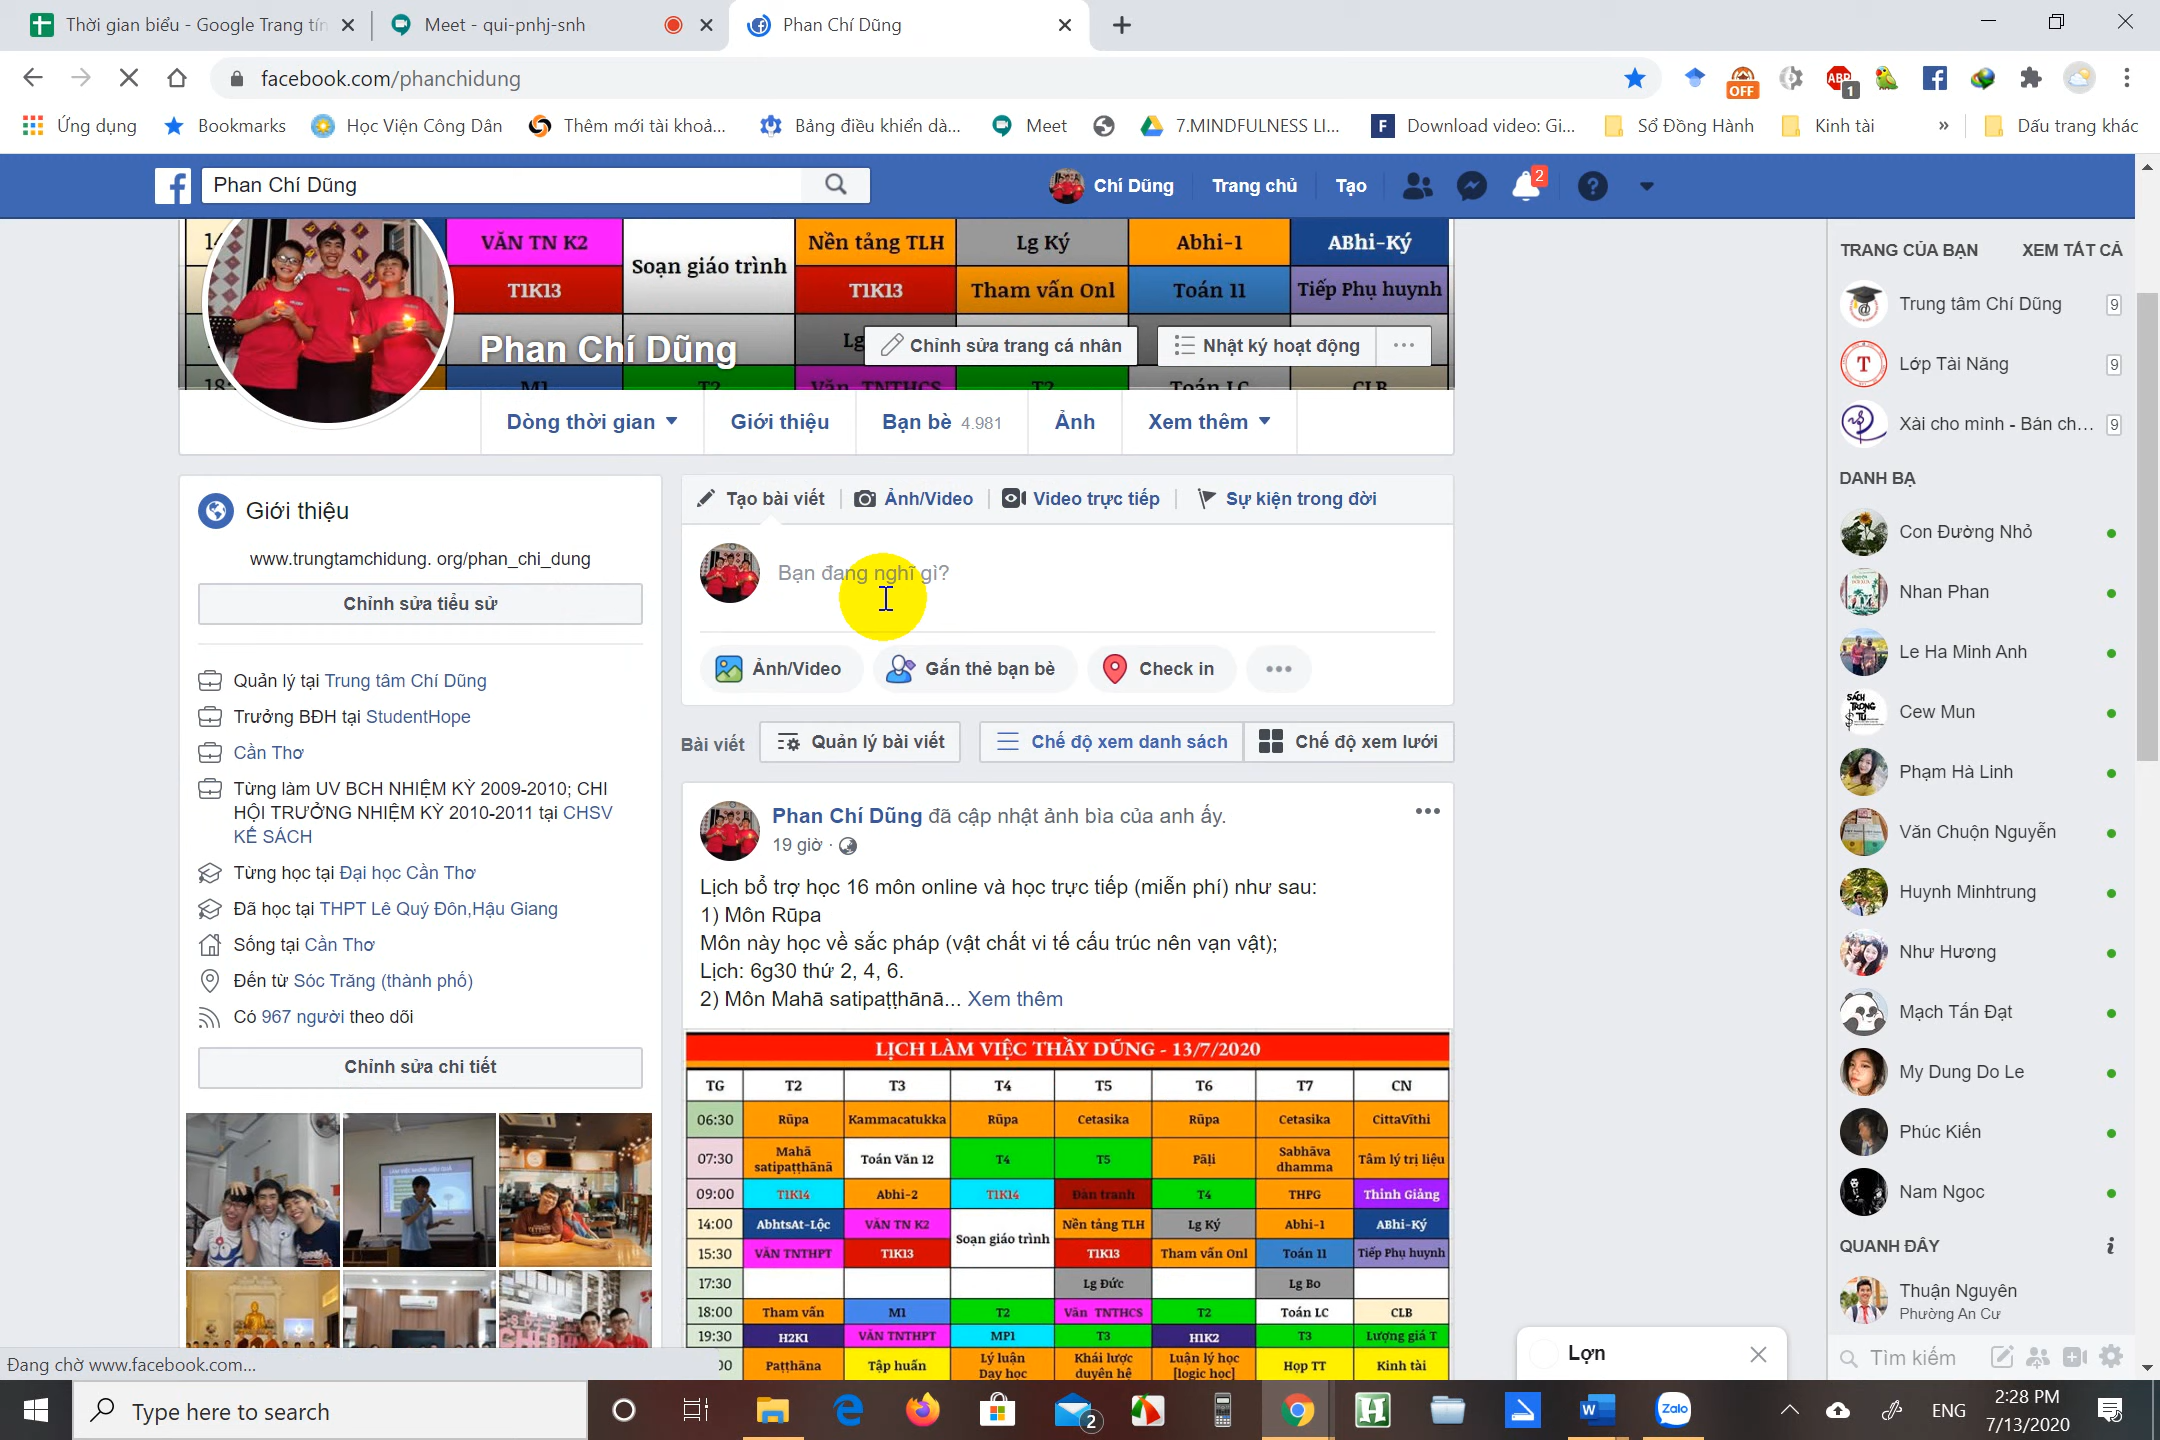 Thời gian biểu - Google Trang tín
Meet - qui-pnhj-snh
Phan Chí Dũng
facebook.com/phanchidung
OFF
ABP
1
Ứng dụng
Bookmarks
Học Viện Công Dân
Thêm mới tài khoả...
Bảng điều khiển dà...
Meet
7.MINDFULNESS LI...
Download video: Gi...
Sổ Đồng Hành
Kinh tài
»
Dấu trang khác
Phan Chí Dũng
Chí Dũng
Trang chủ
Tạo
2
VĂN TN K2
Soạn giáo trình
Nền tảng TLH
Lg Ký
Abhi-1
ABhi-Ký
T1K13
T1K13
Tham vấn Onl
Toán 11
Tiếp Phụ huynh
Phan Chí Dũng
Chỉnh sửa trang cá nhân
Nhật ký hoạt động
M1
T2
Văn TNTHCS
T2
Toán LC
CLB
Dòng thời gian
Giới thiệu
Bạn bè 4.981
Ảnh
Xem thêm
Giới thiệu
www.trungtamchidung. org/phan_chi_dung
Chỉnh sửa tiểu sử
Quản lý tại Trung tâm Chí Dũng
Trưởng BĐH tại StudentHope
Cần Thơ
Từng làm UV BCH NHIỆM KỲ 2009-2010; CHI
HỘI TRƯỞNG NHIỆM KỲ 2010-2011 tại CHSV
KẾ SÁCH
Từng học tại Đại học Cần Thơ
Đã học tại THPT Lê Quý Đôn,Hậu Giang
Sống tại Cần Thơ
Đến từ Sóc Trăng (thành phố)
Có 967 người theo dõi
Chỉnh sửa chi tiết
Tạo bài viết
Ảnh/Video
Video trực tiếp
Sự kiện trong đời
Bạn đang nghĩ gì?
Ảnh/Video
Gắn thẻ bạn bè
Check in
Bài viết
Quản lý bài viết
Chế độ xem danh sách
Chế độ xem lưới
Phan Chí Dũng đã cập nhật ảnh bìa của anh ấy.
19 giờ ·
Lịch bổ trợ học 16 môn online và học trực tiếp (miễn phí) như sau:
1) Môn Rūpa
Môn này học về sắc pháp (vật chất vi tế cấu trúc nên vạn vật);
Lịch: 6g30 thứ 2, 4, 6.
2) Môn Mahā satipaṭṭhānā... Xem thêm
LỊCH LÀM VIỆC THẦY DŨNG - 13/7/2020
TG T2 T3 T4 T5 T6 T7 CN
06:30 Rūpa Kammacatukka Rūpa Cetasika Rūpa Cetasika CittaVīthi
07:30 Mahā satipaṭṭhānā Toán Văn 12 T4 T5 Pāḷi Sabhāva dhamma Tâm lý trị liệu
09:00 T1K14 Abhi-2 T1K14 Đàn tranh T4 THPG Thỉnh Giảng
14:00 AbhtsAt-Lộc VĂN TN K2 Soạn giáo trình Nền tảng TLH Lg Ký Abhi-1 ABhi-Ký
15:30 VĂN TNTHPT T1K13 T1K13 Tham vấn Onl Toán 11 Tiếp Phụ huynh
17:30 Lg Đức Lg Bo
18:00 Tham vấn M1 T2 Văn TNTHCS T2 Toán LC CLB
19:30 H2K1 VĂN TNTHPT MP1 T3 H1K2 T3 Lượng giá T
Paṭṭhāna Tập huấn Lý luận Dạy học Khái lược duyên hệ Luận lý học [logic học] Họp TT Kinh tài
TRANG CỦA BẠN
XEM TẤT CẢ
Trung tâm Chí Dũng 9
Lớp Tài Năng 9
Xài cho mình - Bán ch... 9
DANH BẠ
Con Đường Nhỏ
Nhan Phan
Le Ha Minh Anh
Cew Mun
Phạm Hà Linh
Văn Chuộn Nguyễn
Huynh Minhtrung
Như Hương
Mạch Tấn Đạt
My Dung Do Le
Phúc Kiến
Nam Ngoc
QUANH ĐÂY
Thuận Nguyên
Phường An Cư
Tìm kiếm
Lợn
Đang chờ www.facebook.com...
Type here to search
2
Zalo
ENG
2:28 PM
7/13/2020